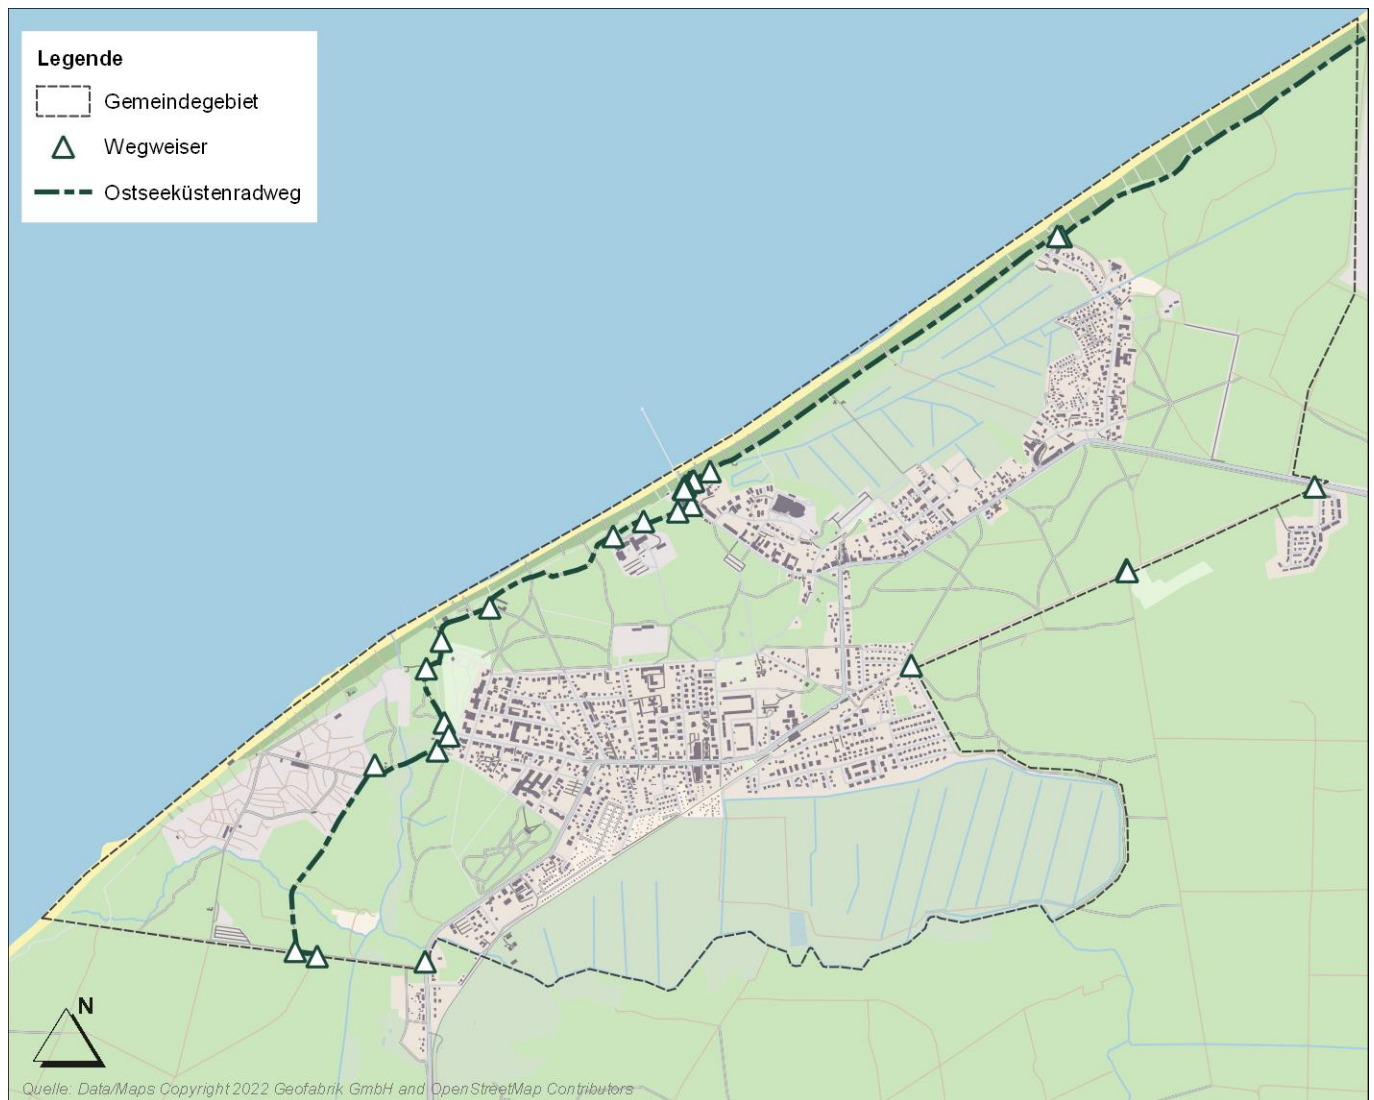 Legende
Gemeindegebiet
Wegweiser
Ostseeküstenradweg
N
Quelle: Data/Maps Copyright 2022 Geofabrik GmbH and OpenStreetMap Contributors